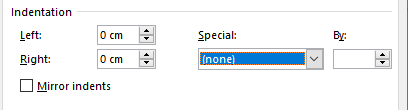 Indentation
Left: 0 cm Special: By:
Right: 0 cm (none)
Mirror indents